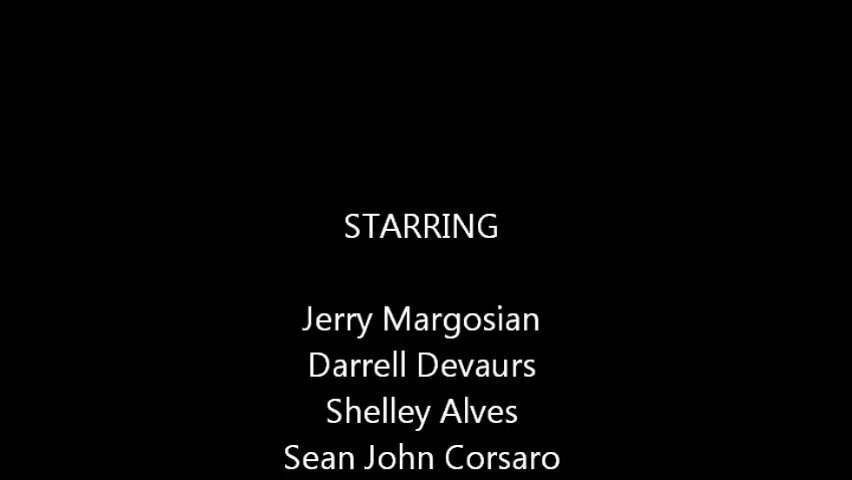 STARRING
Jerry Margosian
Darrell Devaurs
Shelley Alves
Sean John Corsaro